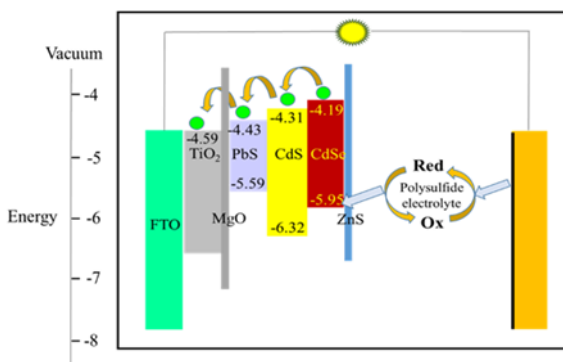 Vacuum
-4
-5
Energy
-6
-7
-8
-4.59
TiO2
-4.43
PbS
-5.59
-4.31
CdS
-6.32
-4.19
CdSe
-5.95
FTO
MgO
ZnS
Red
Polysulfide
electrolyte
Ox